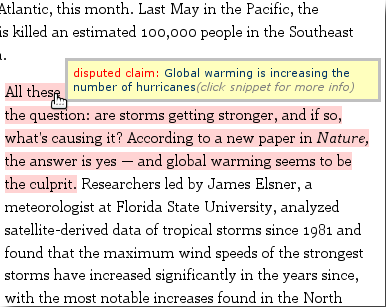 Atlantic, this month. Last May in the Pacific, the
is killed an estimated 100,000 people in the Southeast
disputed claim: Global warming is increasing the
number of hurricanes(click snippet for more info)
All these
the question: are storms getting stronger, and if so,
what's causing it? According to a new paper in Nature,
the answer is yes — and global warming seems to be
the culprit. Researchers led by James Elsner, a
meteorologist at Florida State University, analyzed
satellite-derived data of tropical storms since 1981 and
found that the maximum wind speeds of the strongest
storms have increased significantly in the years since,
with the most notable increases found in the North